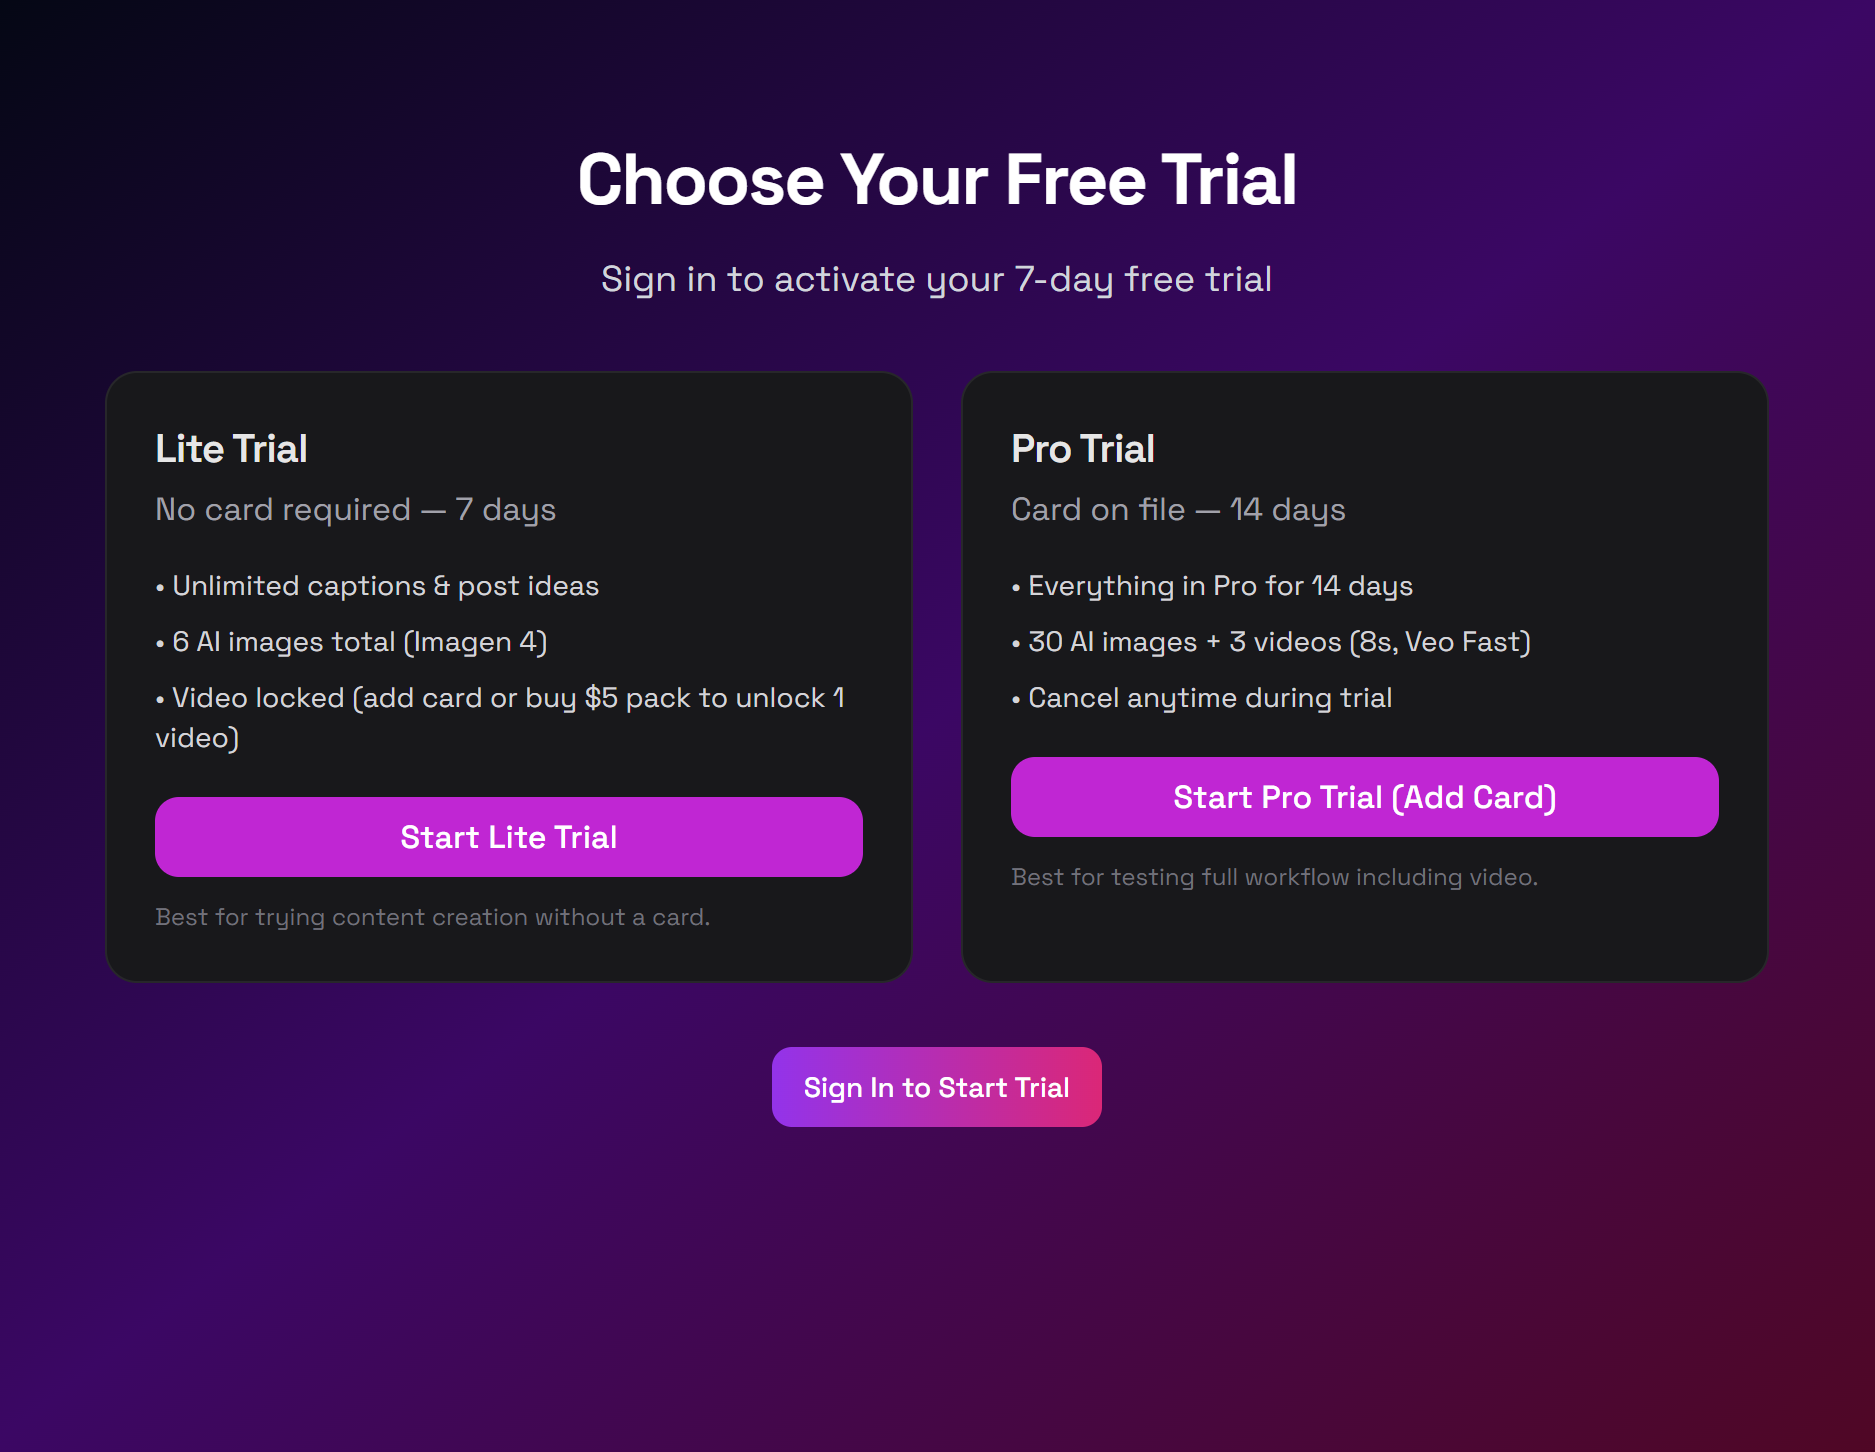 Choose Your Free Trial
Sign in to activate your 7-day free trial
Lite Trial
No card required — 7 days
• Unlimited captions & post ideas
• 6 AI images total (Imagen 4)
• Video locked (add card or buy $5 pack to unlock 1
video)
Start Lite Trial
Best for trying content creation without a card.
Pro Trial
Card on file — 14 days
• Everything in Pro for 14 days
• 30 AI images + 3 videos (8s, Veo Fast)
• Cancel anytime during trial
Start Pro Trial (Add Card)
Best for testing full workflow including video.
Sign In to Start Trial